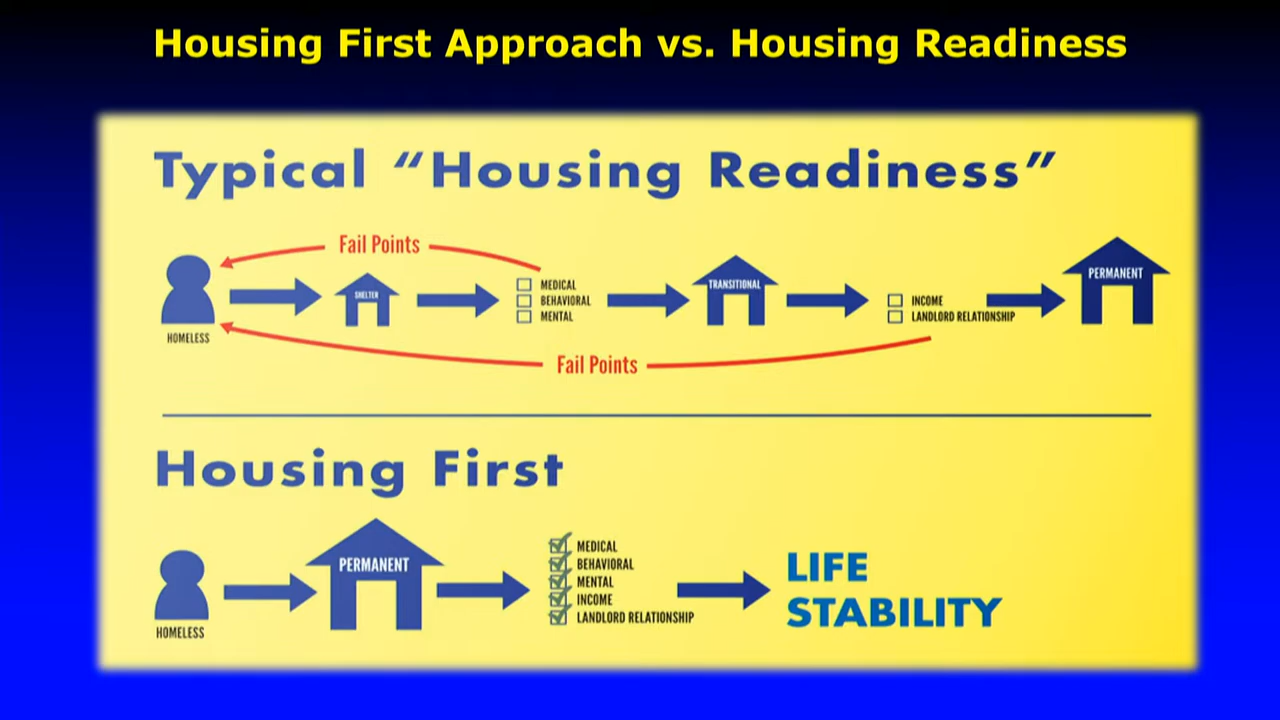 Housing First Approach vs. Housing Readiness
Typical “Housing Readiness”
Fail Points
HOMELESS
SHELTER
MEDICAL
BEHAVIORAL
MENTAL
TRANSITIONAL
INCOME
LANDLORD RELATIONSHIP
PERMANENT
Fail Points
Housing First
HOMELESS
PERMANENT
MEDICAL
BEHAVIORAL
MENTAL
INCOME
LANDLORD RELATIONSHIP
LIFE
STABILITY